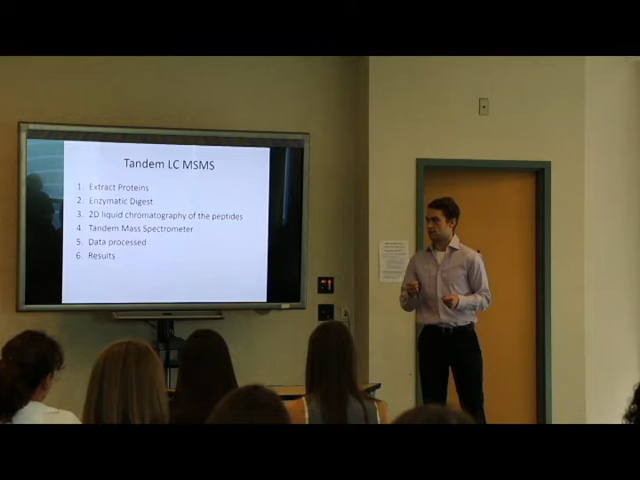 Tandem LC MSMS
1. Extract Proteins
2. Enzymatic Digest
3. 2D liquid chromatography of the peptides
4. Tandem Mass Spectrometer
5. Data processed
6. Results